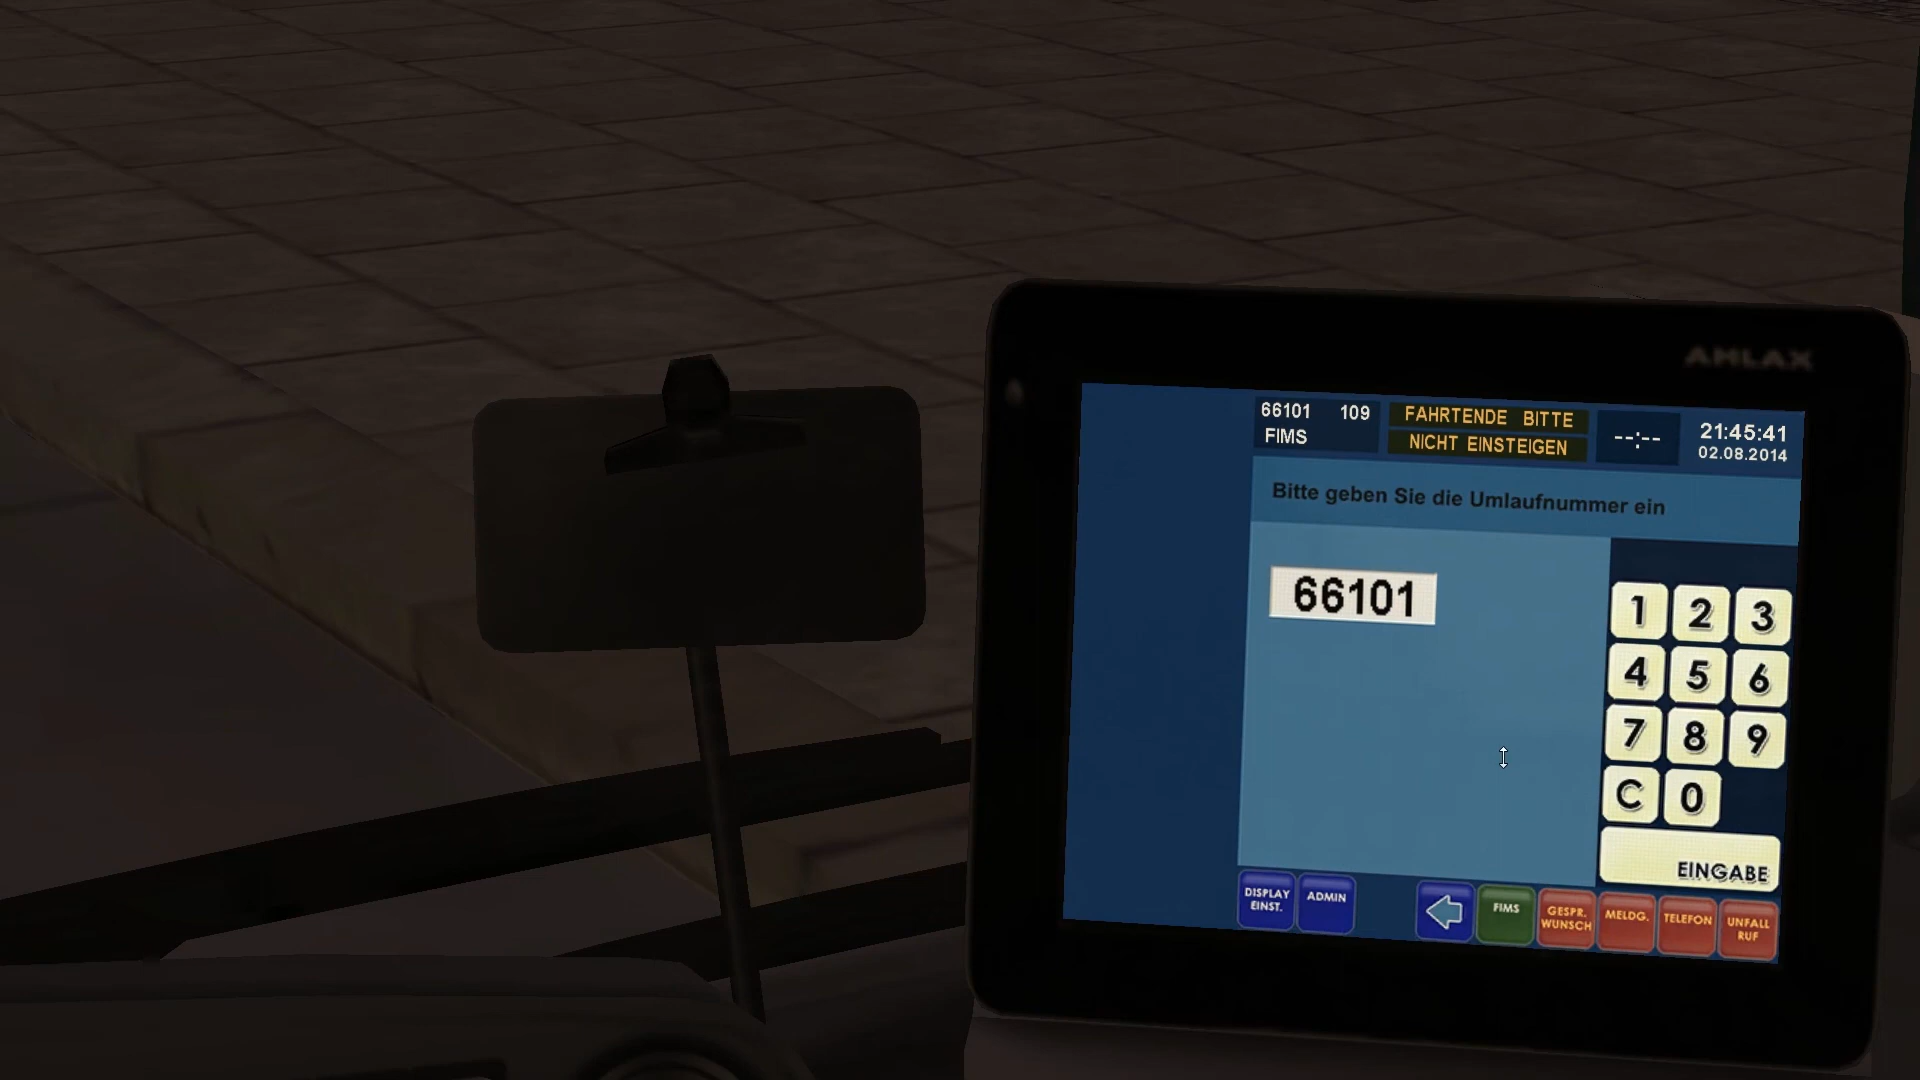 AHLAX
66101 109
FIMS
FAHRTENDE BITTE
NICHT EINSTEIGEN
--:--
21:45:41
02.08.2014
Bitte geben Sie die Umlaufnummer ein
66101
1 2 3
4 5 6
7 8 9
C 0
EINGABE
DISPLAY
EINST.
ADMIN
FIMS
GESPR.
WUNSCH
MELDG.
TELEFON
UNFALL
RUF